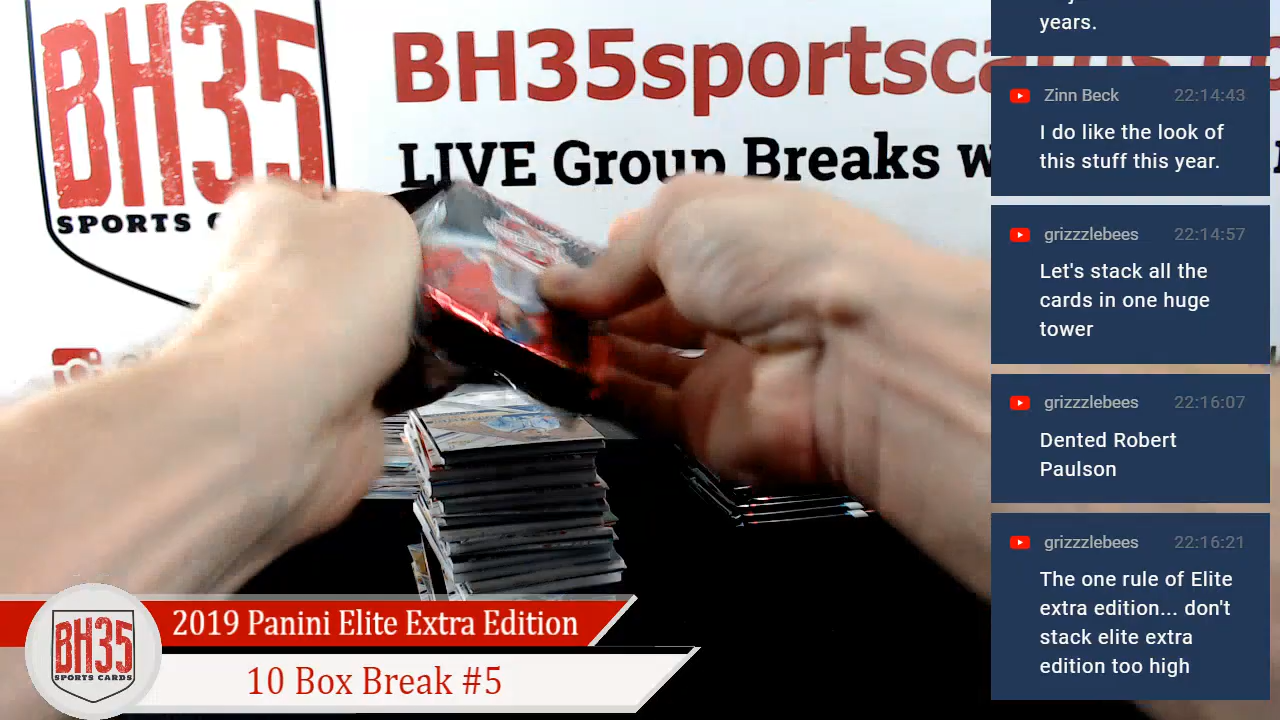 BH35
SPORTS C
BH35sportscards.co
LIVE Group Breaks w
years.
Zinn Beck 22:14:43
I do like the look of
this stuff this year.
grizzzlebees 22:14:57
Let's stack all the
cards in one huge
tower
grizzzlebees 22:16:07
Dented Robert
Paulson
grizzzlebees 22:16:21
The one rule of Elite
extra edition... don't
stack elite extra
edition too high
BH35
SPORTS CARDS
2019 Panini Elite Extra Edition
10 Box Break #5